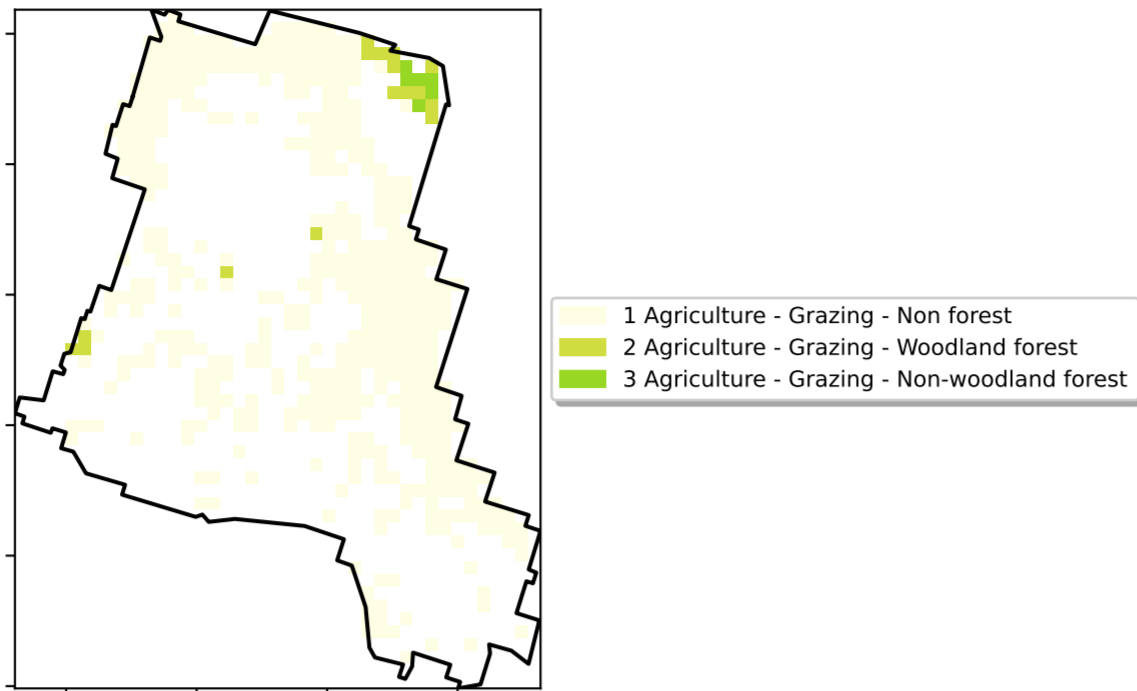 1 Agriculture - Grazing - Non forest
2 Agriculture - Grazing - Woodland forest
3 Agriculture - Grazing - Non-woodland forest